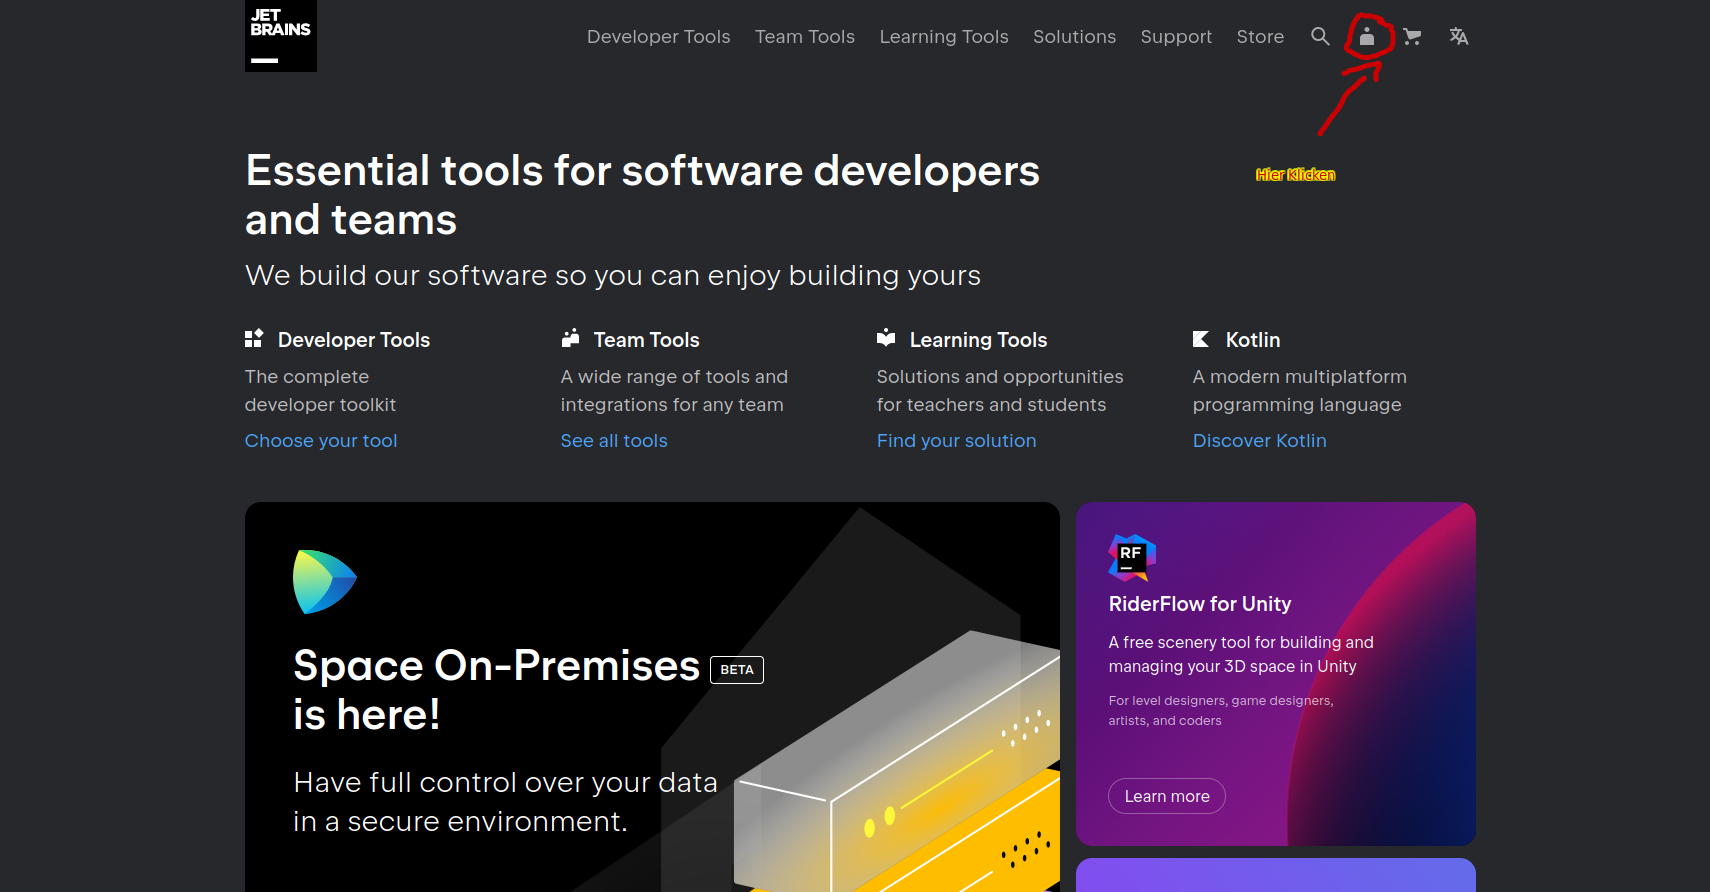 JET
BRAINS
Developer Tools Team Tools Learning Tools Solutions Support Store
Hier Klicken
Essential tools for software developers
and teams
We build our software so you can enjoy building yours
Developer Tools
The complete
developer toolkit
Choose your tool
Team Tools
A wide range of tools and
integrations for any team
See all tools
Learning Tools
Solutions and opportunities
for teachers and students
Find your solution
Kotlin
A modern multiplatform
programming language
Discover Kotlin
Space On-Premises BETA
is here!
Have full control over your data
in a secure environment.
RF
RiderFlow for Unity
A free scenery tool for building and
managing your 3D space in Unity
For level designers, game designers,
artists, and coders
Learn more